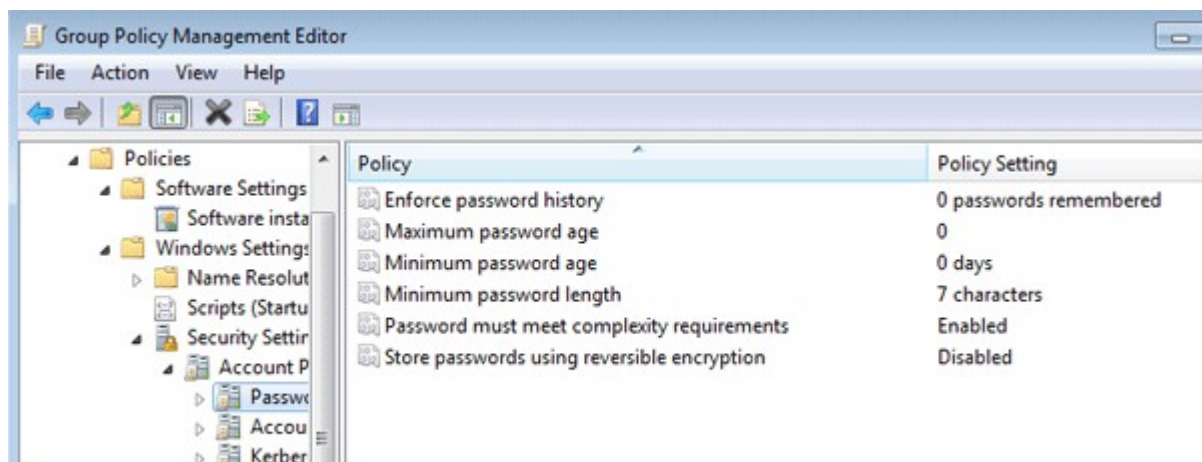 Group Policy Management Editor
File Action View Help
Policies
Software Settings
Software insta
Windows Settings
Name Resolut
Scripts (Startu
Security Settin
Account P
Passwo
Accou
Kerber
Policy Policy Setting
Enforce password history 0 passwords remembered
Maximum password age 0
Minimum password age 0 days
Minimum password length 7 characters
Password must meet complexity requirements Enabled
Store passwords using reversible encryption Disabled